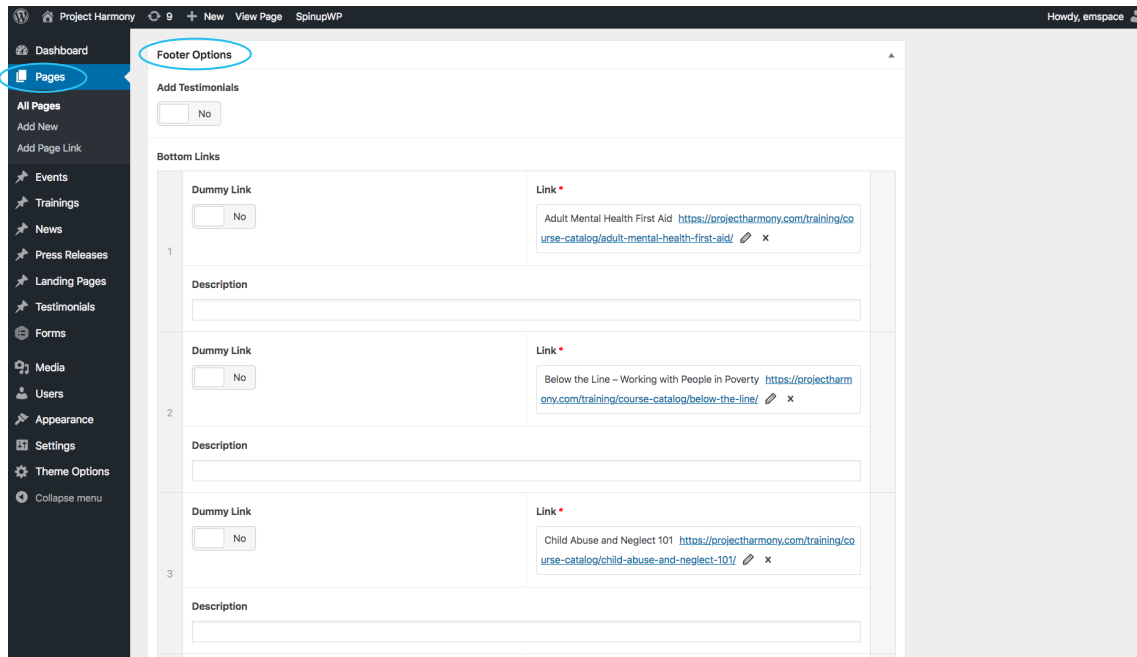 Project Harmony 9 New View Page SpinupWP Howdy, emspace
Dashboard
Pages
All Pages
Add New
Add Page Link
Events
Trainings
News
Press Releases
Landing Pages
Testimonials
Forms
Media
Users
Appearance
Settings
Theme Options
Collapse menu
Footer Options
Add Testimonials
No
Bottom Links
1
Dummy Link
No
Link *
Adult Mental Health First Aid https://projectharmony.com/training/co
urse-catalog/adult-mental-health-first-aid/
Description
2
Dummy Link
No
Link *
Below the Line – Working with People in Poverty https://projectharm
ony.com/training/course-catalog/below-the-line/
Description
3
Dummy Link
No
Link *
Child Abuse and Neglect 101 https://projectharmony.com/training/co
urse-catalog/child-abuse-and-neglect-101/
Description